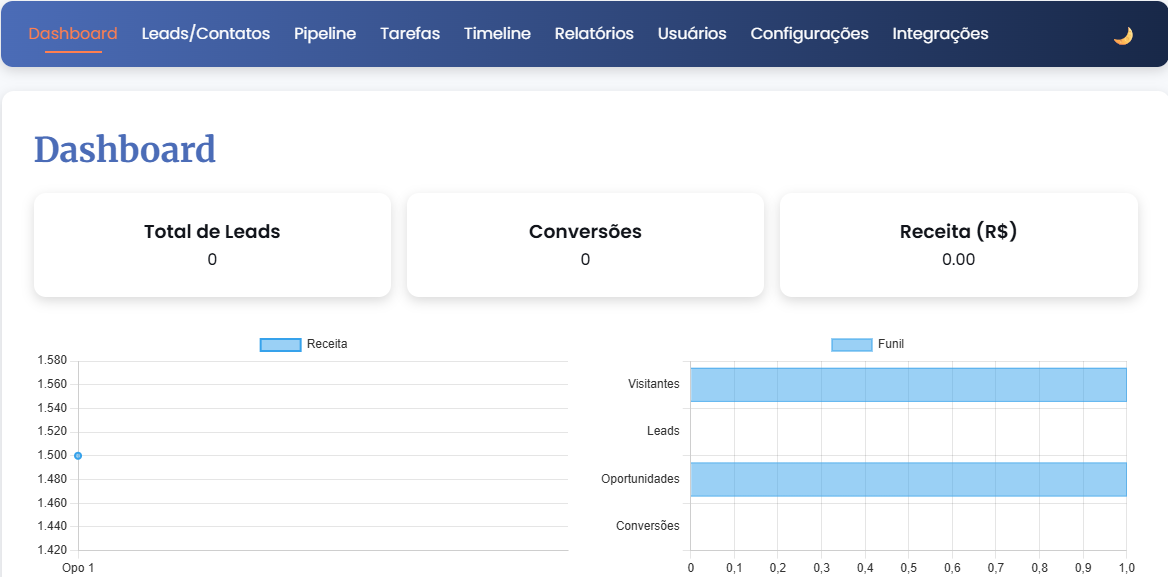 Dashboard Leads/Contatos Pipeline Tarefas Timeline Relatórios Usuários Configurações Integrações
Dashboard
Total de Leads
0
Conversões
0
Receita (R$)
0.00
Receita
1.580
1.560
1.540
1.520
1.500
1.480
1.460
1.440
1.420
Opo 1
Funil
Visitantes
Leads
Oportunidades
Conversões
0 0,1 0,2 0,3 0,4 0,5 0,6 0,7 0,8 0,9 1,0